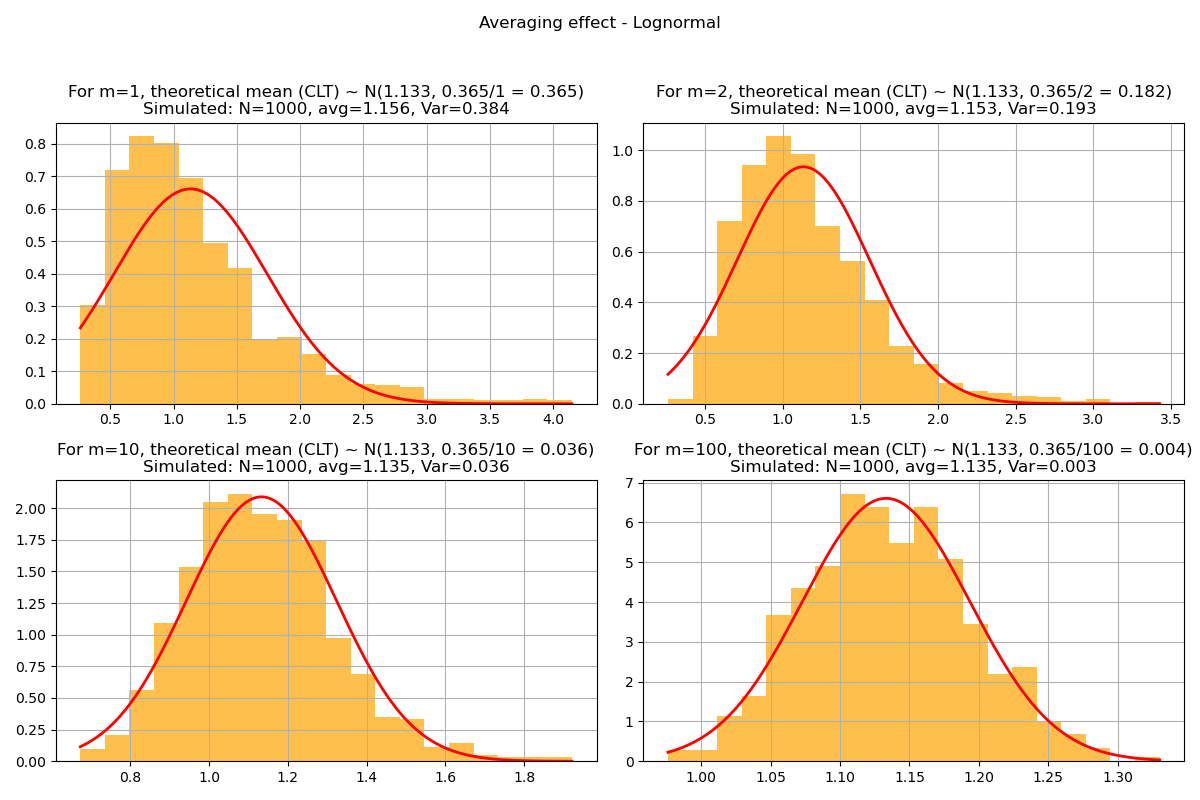 Averaging effect - Lognormal
For m=1, theoretical mean (CLT) ~ N(1.133, 0.365/1 = 0.365)
Simulated: N=1000, avg=1.156, Var=0.384
0.8
0.7
0.6
0.5
0.4
0.3
0.2
0.1
0.0
0.5 1.0 1.5 2.0 2.5 3.0 3.5 4.0
For m=2, theoretical mean (CLT) ~ N(1.133, 0.365/2 = 0.182)
Simulated: N=1000, avg=1.153, Var=0.193
1.0
0.8
0.6
0.4
0.2
0.0
0.5 1.0 1.5 2.0 2.5 3.0 3.5
For m=10, theoretical mean (CLT) ~ N(1.133, 0.365/10 = 0.036)
Simulated: N=1000, avg=1.135, Var=0.036
2.00
1.75
1.50
1.25
1.00
0.75
0.50
0.25
0.00
0.8 1.0 1.2 1.4 1.6 1.8
For m=100, theoretical mean (CLT) ~ N(1.133, 0.365/100 = 0.004)
Simulated: N=1000, avg=1.135, Var=0.003
7
6
5
4
3
2
1
0
1.00 1.05 1.10 1.15 1.20 1.25 1.30